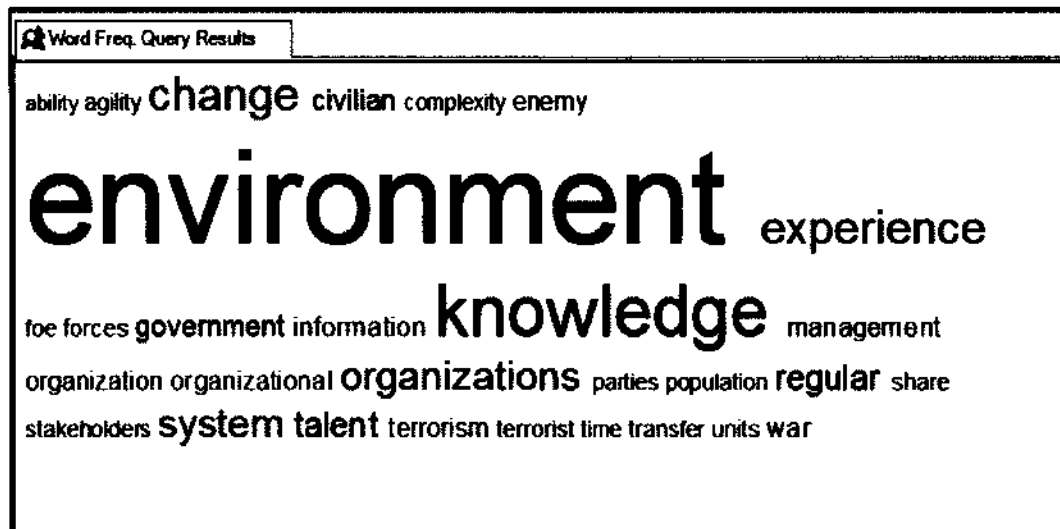 Word Freq. Query Results
ability agility change civilian complexity enemy
environment experience
foe forces government information knowledge management
organization organizational organizations parties population regular share
stakeholders system talent terrorism terrorist time transfer units war